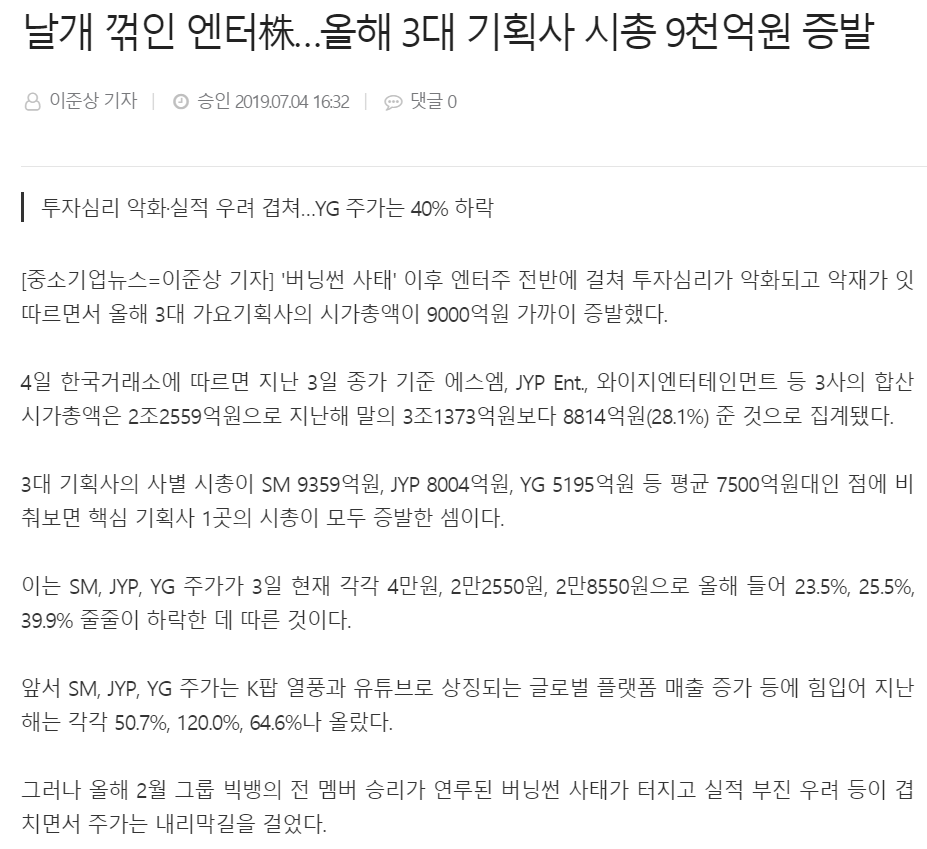 날개 꺾인 엔터株…올해 3대 기획사 시총 9천억원 증발
이준상 기자 | 승인 2019.07.04 16:32 | 댓글 0
투자심리 악화·실적 우려 겹쳐…YG 주가는 40% 하락
[중소기업뉴스=이준상 기자] '버닝썬 사태' 이후 엔터주 전반에 걸쳐 투자심리가 악화되고 악재가 잇
따르면서 올해 3대 가요기획사의 시가총액이 9000억원 가까이 증발했다.
4일 한국거래소에 따르면 지난 3일 종가 기준 에스엠, JYP Ent., 와이지엔터테인먼트 등 3사의 합산
시가총액은 2조2559억원으로 지난해 말의 3조1373억원보다 8814억원(28.1%) 준 것으로 집계됐다.
3대 기획사의 사별 시총이 SM 9359억원, JYP 8004억원, YG 5195억원 등 평균 7500억원대인 점에 비
춰보면 핵심 기획사 1곳의 시총이 모두 증발한 셈이다.
이는 SM, JYP, YG 주가가 3일 현재 각각 4만원, 2만2550원, 2만8550원으로 올해 들어 23.5%, 25.5%,
39.9% 줄줄이 하락한 데 따른 것이다.
앞서 SM, JYP, YG 주가는 K팝 열풍과 유튜브로 상징되는 글로벌 플랫폼 매출 증가 등에 힘입어 지난
해는 각각 50.7%, 120.0%, 64.6%나 올랐다.
그러나 올해 2월 그룹 빅뱅의 전 멤버 승리가 연루된 버닝썬 사태가 터지고 실적 부진 우려 등이 겹
치면서 주가는 내리막길을 걸었다.